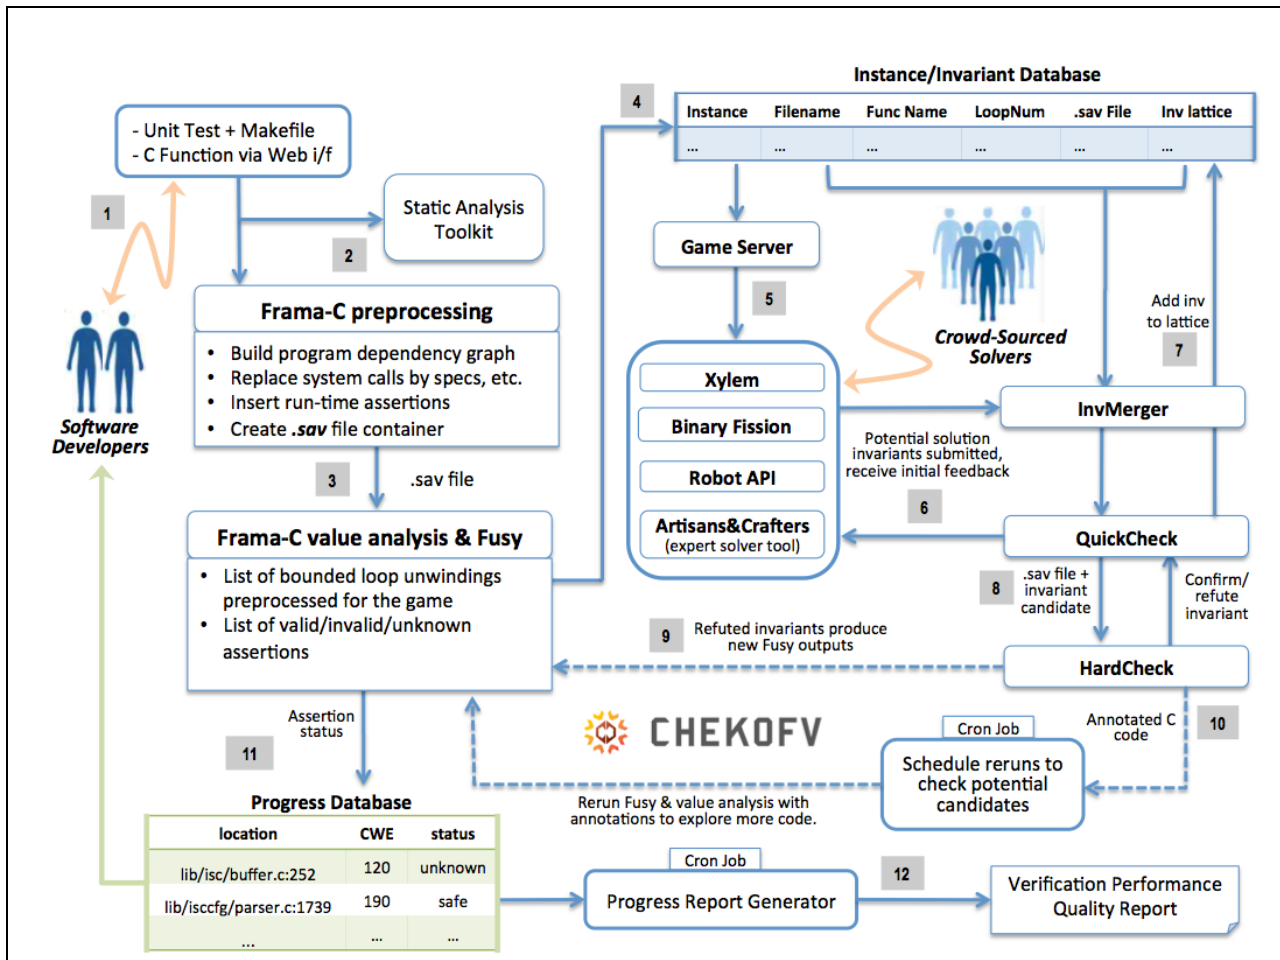 Instance/Invariant Database
4
Instance Filename Func Name LoopNum .sav File Inv lattice
... ... ... ... ... ...
- Unit Test + Makefile
- C Function via Web i/f
1
Static Analysis
Toolkit
2
Game Server
5
Frama-C preprocessing
• Build program dependency graph
• Replace system calls by specs, etc.
• Insert run-time assertions
• Create .sav file container
Software
Developers
3
.sav file
Crowd-Sourced
Solvers
Add inv
to lattice
7
Xylem
Binary Fission
Robot API
Artisans&Crafters
(expert solver tool)
InvMerger
Potential solution
invariants submitted,
receive initial feedback
6
QuickCheck
Frama-C value analysis & Fusy
• List of bounded loop unwindings
preprocessed for the game
• List of valid/invalid/unknown
assertions
8
.sav file +
invariant
candidate
Confirm/
refute
invariant
9
Refuted invariants produce
new Fusy outputs
HardCheck
Assertion
status
11
CHEKOFV
Annotated C
code
10
Cron Job
Schedule reruns to
check potential
candidates
Rerun Fusy & value analysis with
annotations to explore more code.
Progress Database
location CWE status
lib/isc/buffer.c:252 120 unknown
lib/isccfg/parser.c:1739 190 safe
... ... ...
Cron Job
Progress Report Generator
12
Verification Performance
Quality Report